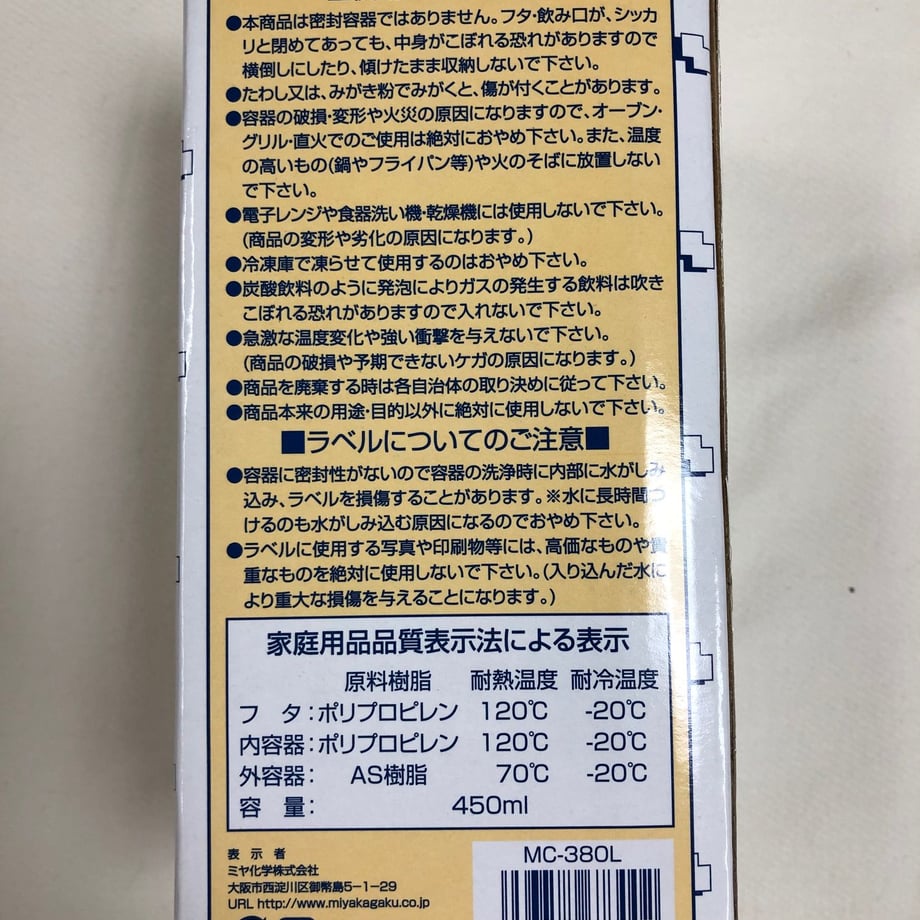 ●本商品は密封容器ではありません。フタ・飲み口が、シッカ
リと閉めてあっても、中身がこぼれる恐れがありますので
横倒しにしたり、傾けたまま収納しないで下さい。
●たわし又は、みがき粉でみがくと、傷が付くことがあります。
●容器の破損・変形や火災の原因になりますので、オーブン・
グリル・直火でのご使用は絶対におやめ下さい。また、温度
の高いもの(鍋やフライパン等)や火のそばに放置しない
で下さい。
●電子レンジや食器洗い機・乾燥機には使用しないで下さい。
(商品の変形や劣化の原因になります。)
●冷凍庫で凍らせて使用するのはおやめ下さい。
●炭酸飲料のように発泡によりガスの発生する飲料は吹き
こぼれる恐れがありますので入れないで下さい。
●急激な温度変化や強い衝撃を与えないで下さい。
(商品の破損や予期できないケガの原因になります。)
●商品を廃棄する時は各自治体の取り決めに従って下さい。
●商品本来の用途・目的以外に絶対に使用しないで下さい。
■ラベルについてのご注意■
●容器に密封性がないので容器の洗浄時に内部に水がしみ
込み、ラベルを損傷することがあります。※水に長時間つ
けるのも水がしみ込む原因になるのでおやめ下さい。
●ラベルに使用する写真や印刷物等には、高価なものや貴
重なものを絶対に使用しないで下さい。(入り込んだ水に
より重大な損傷を与えることになります。)
家庭用品品質表示法による表示
原料樹脂 耐熱温度 耐冷温度
フタ:ポリプロピレン 120℃ -20℃
内容器:ポリプロピレン 120℃ -20℃
外容器: AS樹脂 70℃ -20℃
容量: 450ml
表示者
ミヤ化学株式会社
大阪市西淀川区御幣島5-1-29
URL http://www.miyakagaku.co.jp
MC-380L